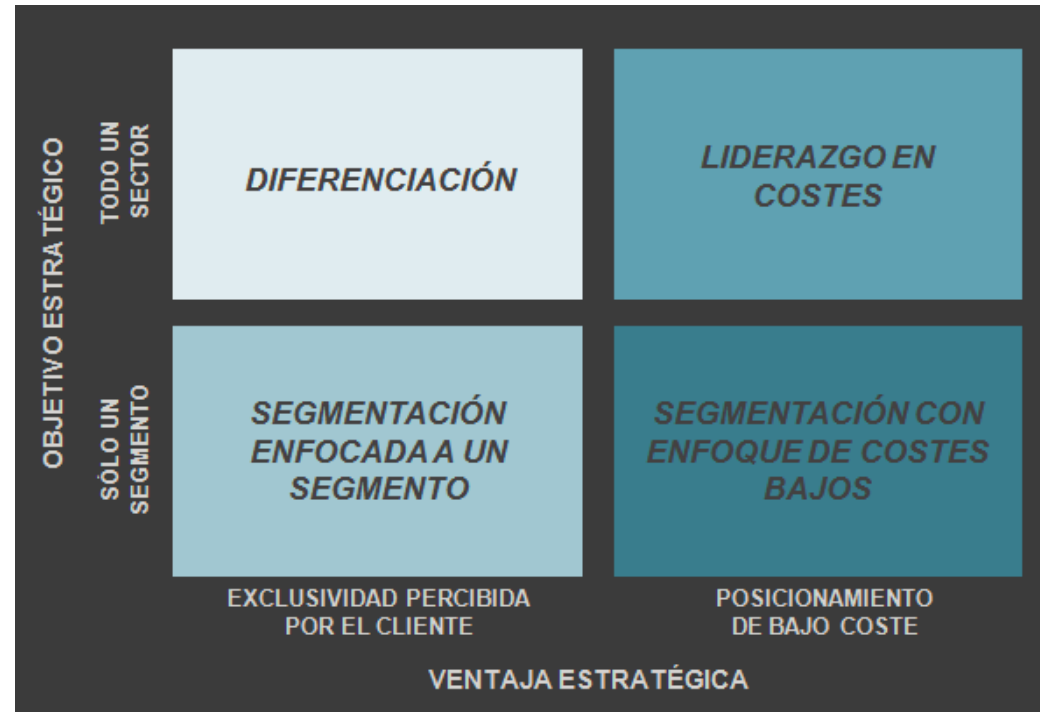 OBJETIVO ESTRATÉGICO
TODO UN
SECTOR
DIFERENCIACIÓN
LIDERAZGO EN
COSTES
SÓLO UN
SEGMENTO
SEGMENTACIÓN
ENFOCADA A UN
SEGMENTO
SEGMENTACIÓN CON
ENFOQUE DE COSTES
BAJOS
EXCLUSIVIDAD PERCIBIDA
POR EL CLIENTE
POSICIONAMIENTO
DE BAJO COSTE
VENTAJA ESTRATÉGICA